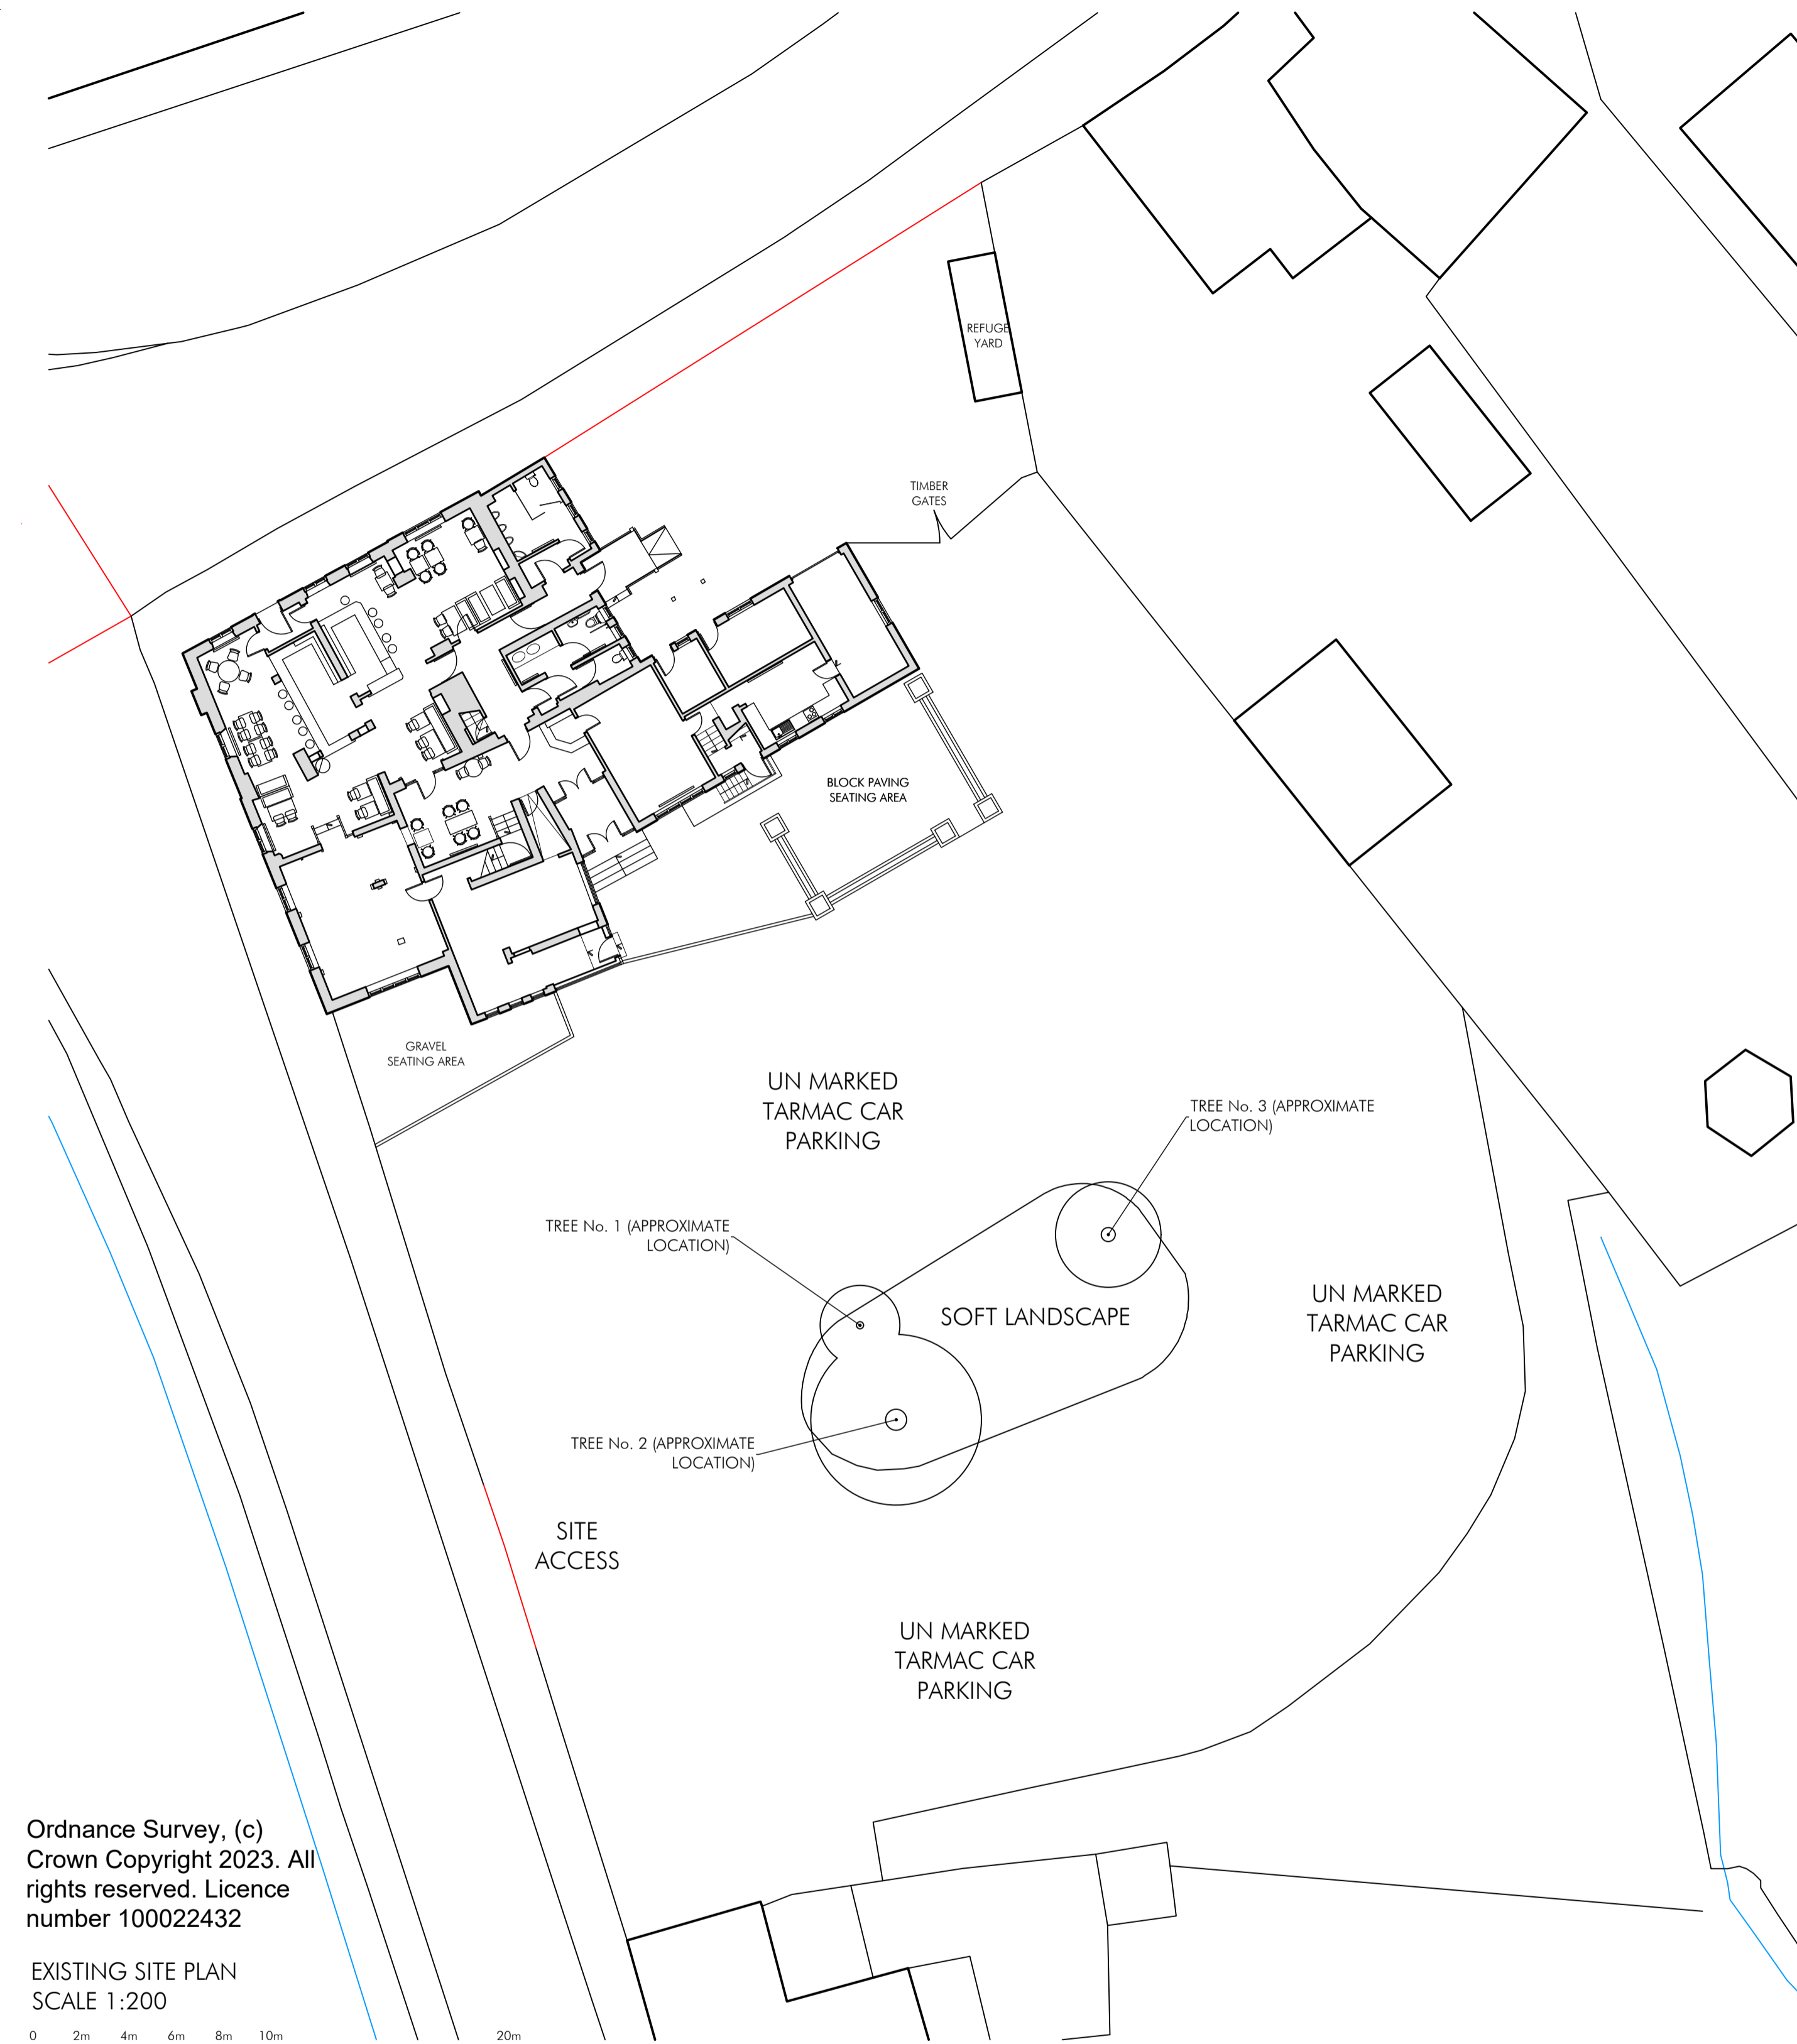 REFUGE
YARD
TIMBER
GATES
BLOCK PAVING
SEATING AREA
GRAVEL
SEATING AREA
UN MARKED
TARMAC CAR
PARKING
TREE No. 3 (APPROXIMATE
LOCATION)
TREE No. 1 (APPROXIMATE
LOCATION)
SOFT LANDSCAPE
UN MARKED
TARMAC CAR
PARKING
TREE No. 2 (APPROXIMATE
LOCATION)
SITE
ACCESS
UN MARKED
TARMAC CAR
PARKING
Ordnance Survey, (c)
Crown Copyright 2023. All
rights reserved. Licence
number 100022432
EXISTING SITE PLAN
SCALE 1:200
0 2m 4m 6m 8m 10m 20m